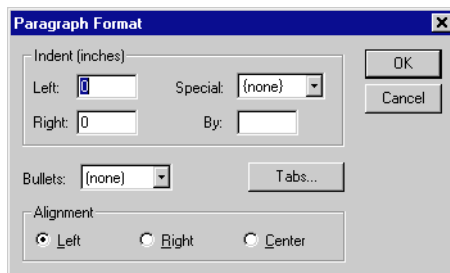 Paragraph Format
Indent (inches)
Left: 0 Special: {none}
Right: 0 By:
OK
Cancel
Bullets: (none) Tabs...
Alignment
Left Right Center